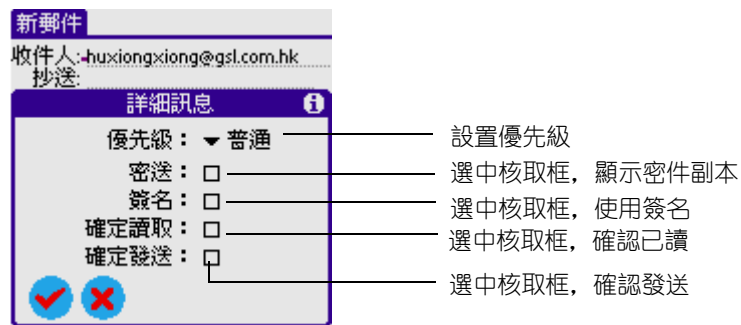 新郵件
收件人:huxiongxiong@gsl.com.hk
抄送:
詳細訊息
優先級：普通
設置優先級
密送：
選中核取框，顯示密件副本
簽名：
選中核取框，使用簽名
確定讀取：
選中核取框，確認已讀
確定發送：
選中核取框，確認發送